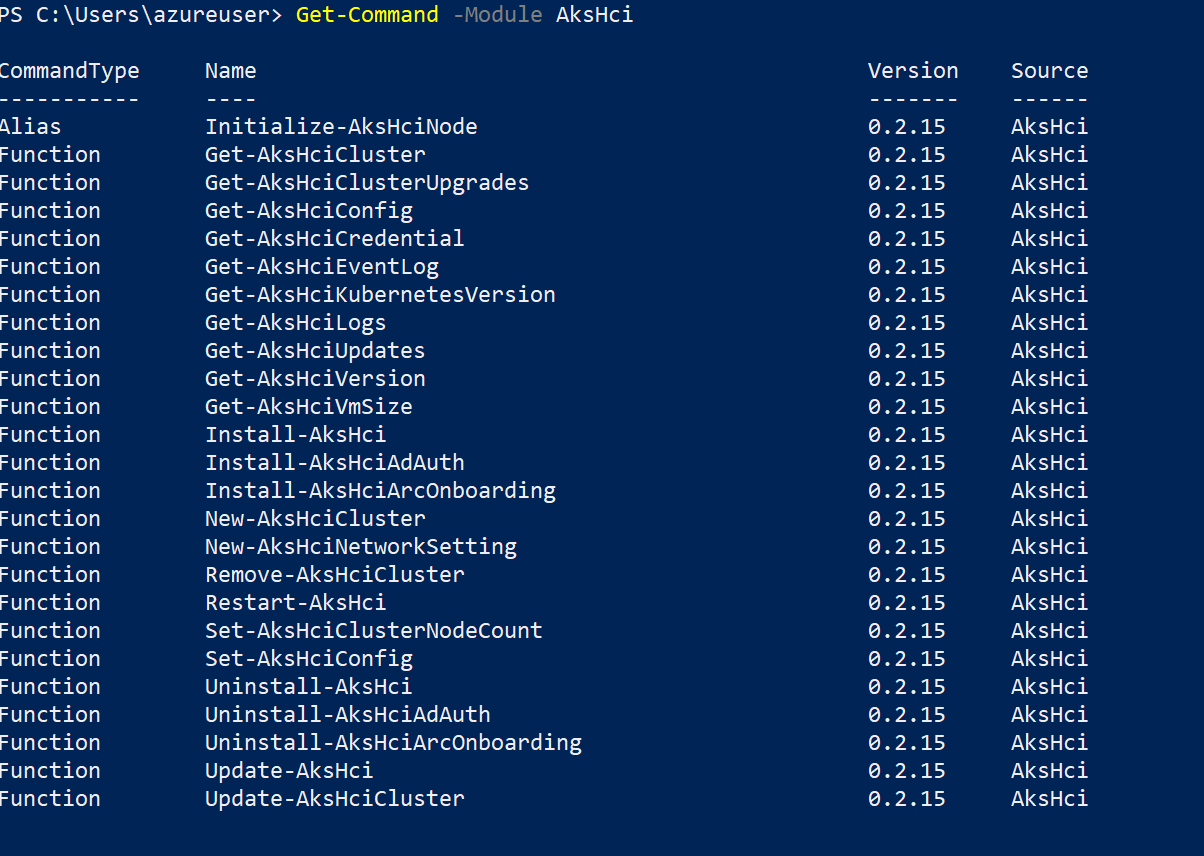 PS C:\Users\azureuser> Get-Command -Module AksHci
CommandType Name Version Source
----------- ---- ------- ------
Alias Initialize-AksHciNode 0.2.15 AksHci
Function Get-AksHciCluster 0.2.15 AksHci
Function Get-AksHciClusterUpgrades 0.2.15 AksHci
Function Get-AksHciConfig 0.2.15 AksHci
Function Get-AksHciCredential 0.2.15 AksHci
Function Get-AksHciEventLog 0.2.15 AksHci
Function Get-AksHciKubernetesVersion 0.2.15 AksHci
Function Get-AksHciLogs 0.2.15 AksHci
Function Get-AksHciUpdates 0.2.15 AksHci
Function Get-AksHciVersion 0.2.15 AksHci
Function Get-AksHciVmSize 0.2.15 AksHci
Function Install-AksHci 0.2.15 AksHci
Function Install-AksHciAdAuth 0.2.15 AksHci
Function Install-AksHciArcOnboarding 0.2.15 AksHci
Function New-AksHciCluster 0.2.15 AksHci
Function New-AksHciNetworkSetting 0.2.15 AksHci
Function Remove-AksHciCluster 0.2.15 AksHci
Function Restart-AksHci 0.2.15 AksHci
Function Set-AksHciClusterNodeCount 0.2.15 AksHci
Function Set-AksHciConfig 0.2.15 AksHci
Function Uninstall-AksHci 0.2.15 AksHci
Function Uninstall-AksHciAdAuth 0.2.15 AksHci
Function Uninstall-AksHciArcOnboarding 0.2.15 AksHci
Function Update-AksHci 0.2.15 AksHci
Function Update-AksHciCluster 0.2.15 AksHci